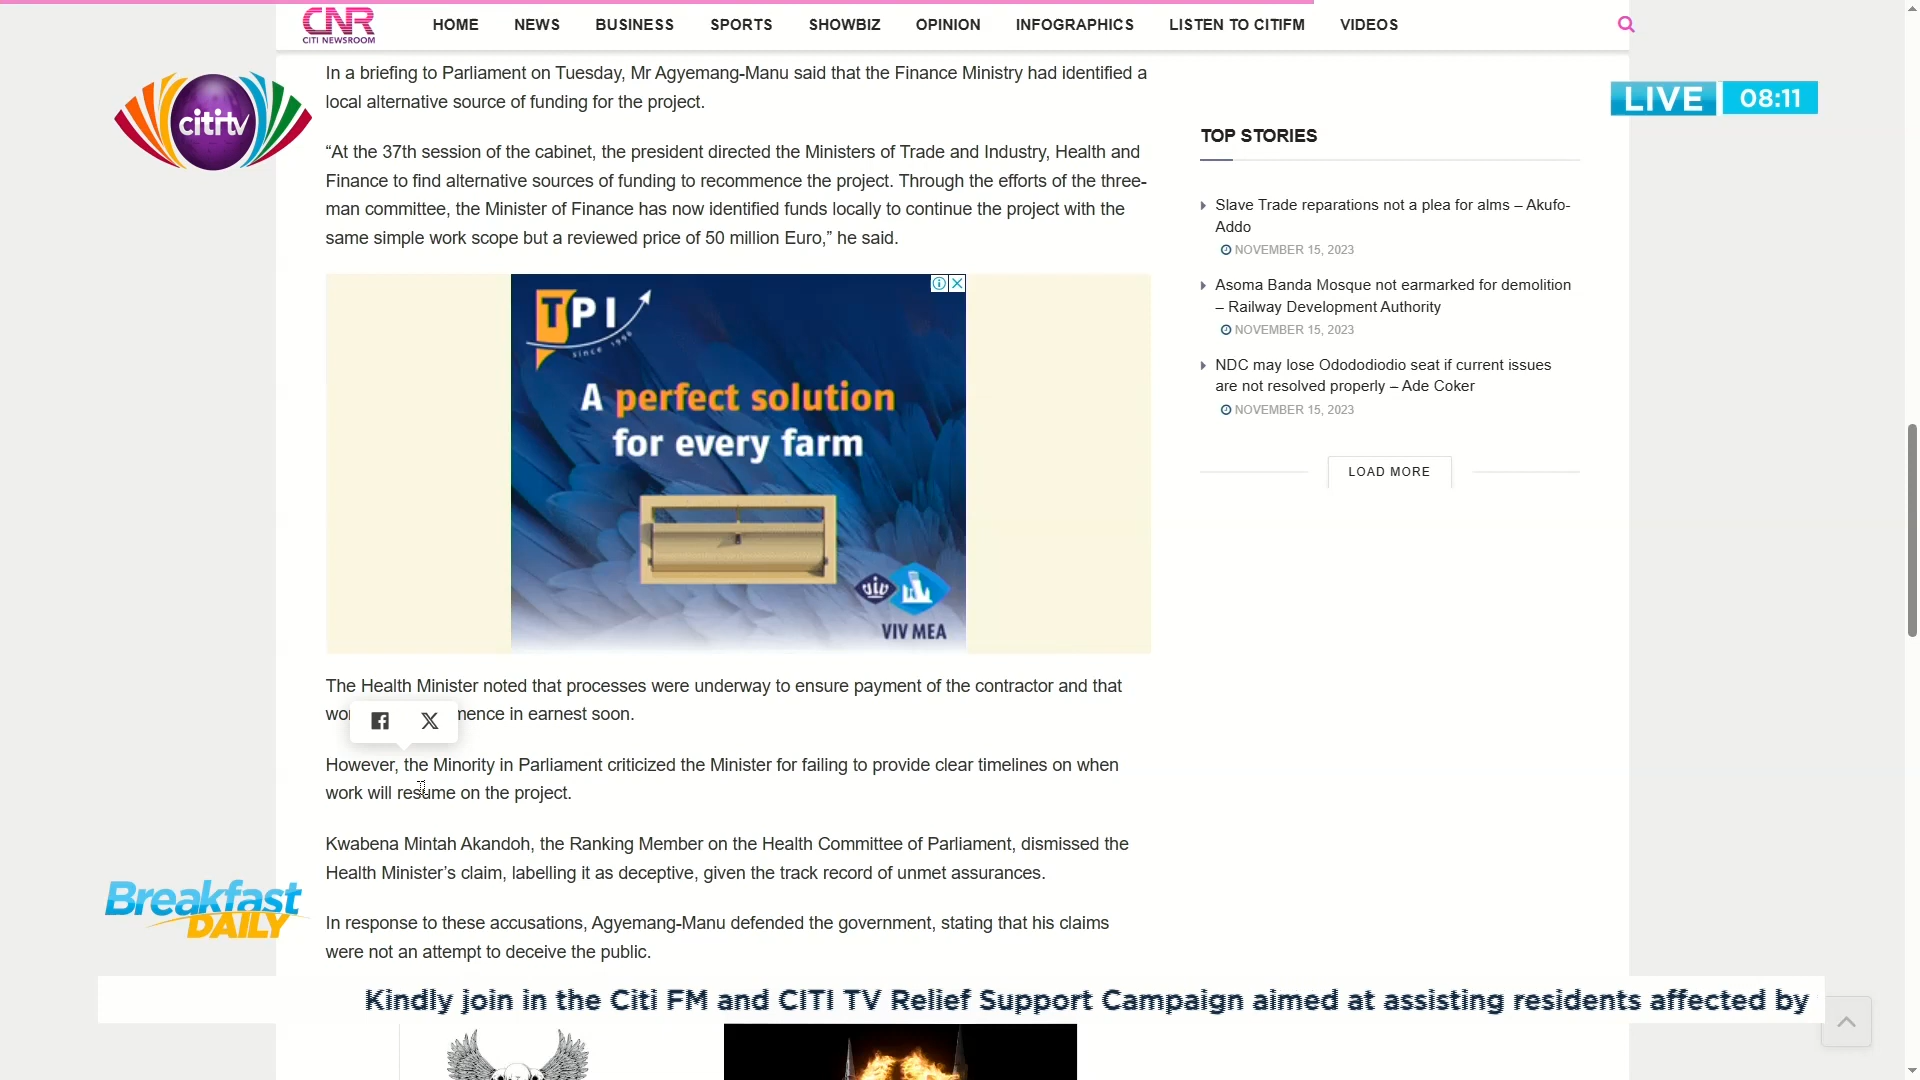 CNR
CITI NEWSROOM
HOME NEWS BUSINESS SPORTS SHOWBIZ OPINION INFOGRAPHICS LISTEN TO CITIFM VIDEOS
cititv
LIVE 08:11
In a briefing to Parliament on Tuesday, Mr Agyemang-Manu said that the Finance Ministry had identified a
local alternative source of funding for the project.
“At the 37th session of the cabinet, the president directed the Ministers of Trade and Industry, Health and
Finance to find alternative sources of funding to recommence the project. Through the efforts of the three-
man committee, the Minister of Finance has now identified funds locally to continue the project with the
same simple work scope but a reviewed price of 50 million Euro,” he said.
TPI
since 1990
A perfect solution
for every farm
viv
VIV MEA
The Health Minister noted that processes were underway to ensure payment of the contractor and that
wor mence in earnest soon.
However, the Minority in Parliament criticized the Minister for failing to provide clear timelines on when
work will resume on the project.
Kwabena Mintah Akandoh, the Ranking Member on the Health Committee of Parliament, dismissed the
Health Minister’s claim, labelling it as deceptive, given the track record of unmet assurances.
In response to these accusations, Agyemang-Manu defended the government, stating that his claims
were not an attempt to deceive the public.
TOP STORIES
Slave Trade reparations not a plea for alms – Akufo-
Addo
NOVEMBER 15, 2023
Asoma Banda Mosque not earmarked for demolition
– Railway Development Authority
NOVEMBER 15, 2023
NDC may lose Odododiodio seat if current issues
are not resolved properly – Ade Coker
NOVEMBER 15, 2023
LOAD MORE
Breakfast
DAILY
Kindly join in the Citi FM and CITI TV Relief Support Campaign aimed at assisting residents affected by